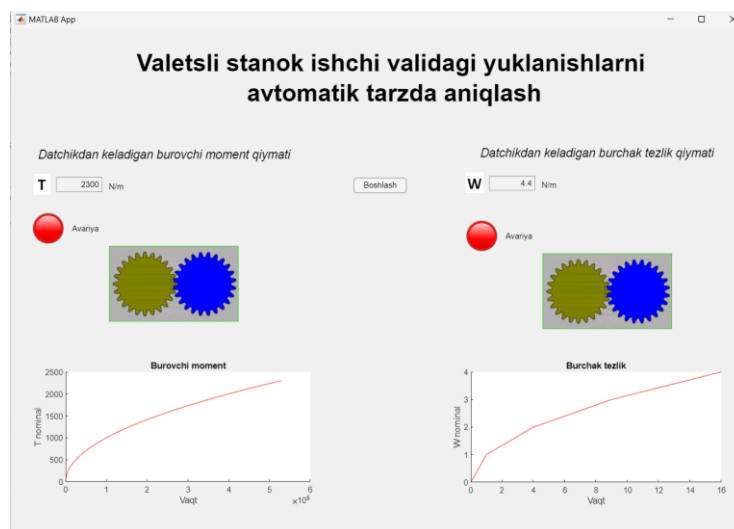 MATLAB App
Valetsli stanok ishchi validagi yuklanishlarni
avtomatik tarzda aniqlash
Datchikdan keladigan burovchi moment qiymati
T 2300 N/m
Avariya
Boshlash
Datchikdan keladigan burchak tezlik qiymati
W 4.4 N/m
Avariya
Burovchi moment
2500
2000
1500
1000
500
0
T nominal
0 1 2 3 4 5 6
Vaqt
×10⁶
Burchak tezlik
4
3
2
1
0
W nominal
0 2 4 6 8 10 12 14 16
Vaqt